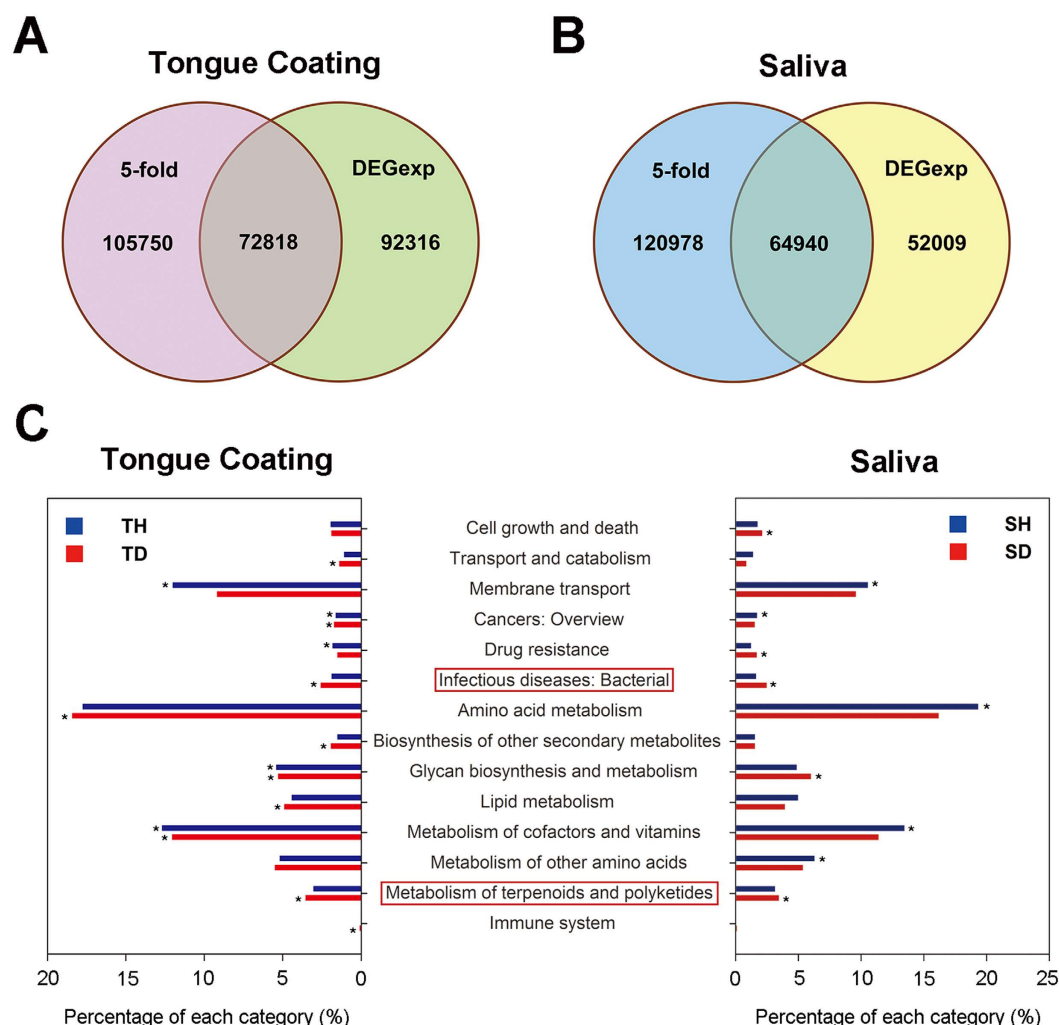 A
Tongue Coating
5-fold
DEGexp
105750
72818
92316
B
Saliva
5-fold
DEGexp
120978
64940
52009
C
Tongue Coating
Saliva
TH
TD
SH
SD
Cell growth and death
*
Transport and catabolism
*
Membrane transport
* *
Cancers: Overview
* * *
Drug resistance
* *
Infectious diseases: Bacterial
* *
Amino acid metabolism
* *
Biosynthesis of other secondary metabolites
*
Glycan biosynthesis and metabolism
* * *
Lipid metabolism
*
Metabolism of cofactors and vitamins
* * *
Metabolism of other amino acids
*
Metabolism of terpenoids and polyketides
* *
Immune system
*
20 15 10 5 0
0 5 10 15 20 25
Percentage of each category (%)
Percentage of each category (%)